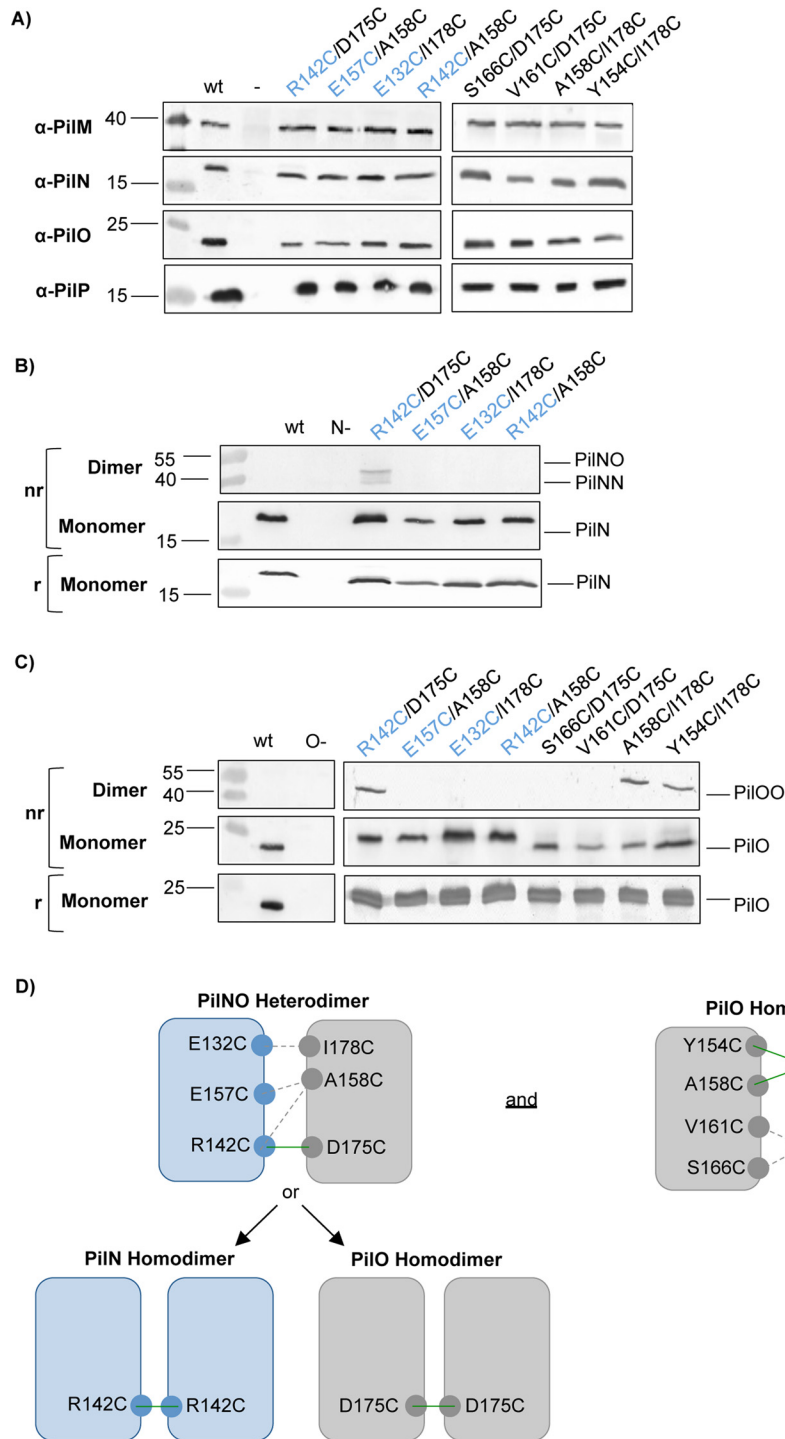 A)
wt
-
R142C/D175C
E157C/A158C
E132C/I178C
R142C/A158C
S166C/D175C
V161C/D175C
A158C/I178C
Y154C/I178C
α-PilM
40
α-PilN
15
α-PilO
25
α-PilP
15
B)
wt
N-
R142C/D175C
E157C/A158C
E132C/I178C
R142C/A158C
nr
Dimer
55
40
PilNO
PilNN
Monomer
15
PilN
r
Monomer
15
PilN
C)
wt
O-
R142C/D175C
E157C/A158C
E132C/I178C
R142C/A158C
S166C/D175C
V161C/D175C
A158C/I178C
Y154C/I178C
nr
Dimer
55
40
PilOO
Monomer
25
PilO
r
Monomer
25
PilO
D)
PilNO Heterodimer
E132C
I178C
E157C
A158C
R142C
D175C
and
PilO Hom
Y154C
A158C
V161C
S166C
or
PilN Homodimer
R142C
R142C
PilO Homodimer
D175C
D175C